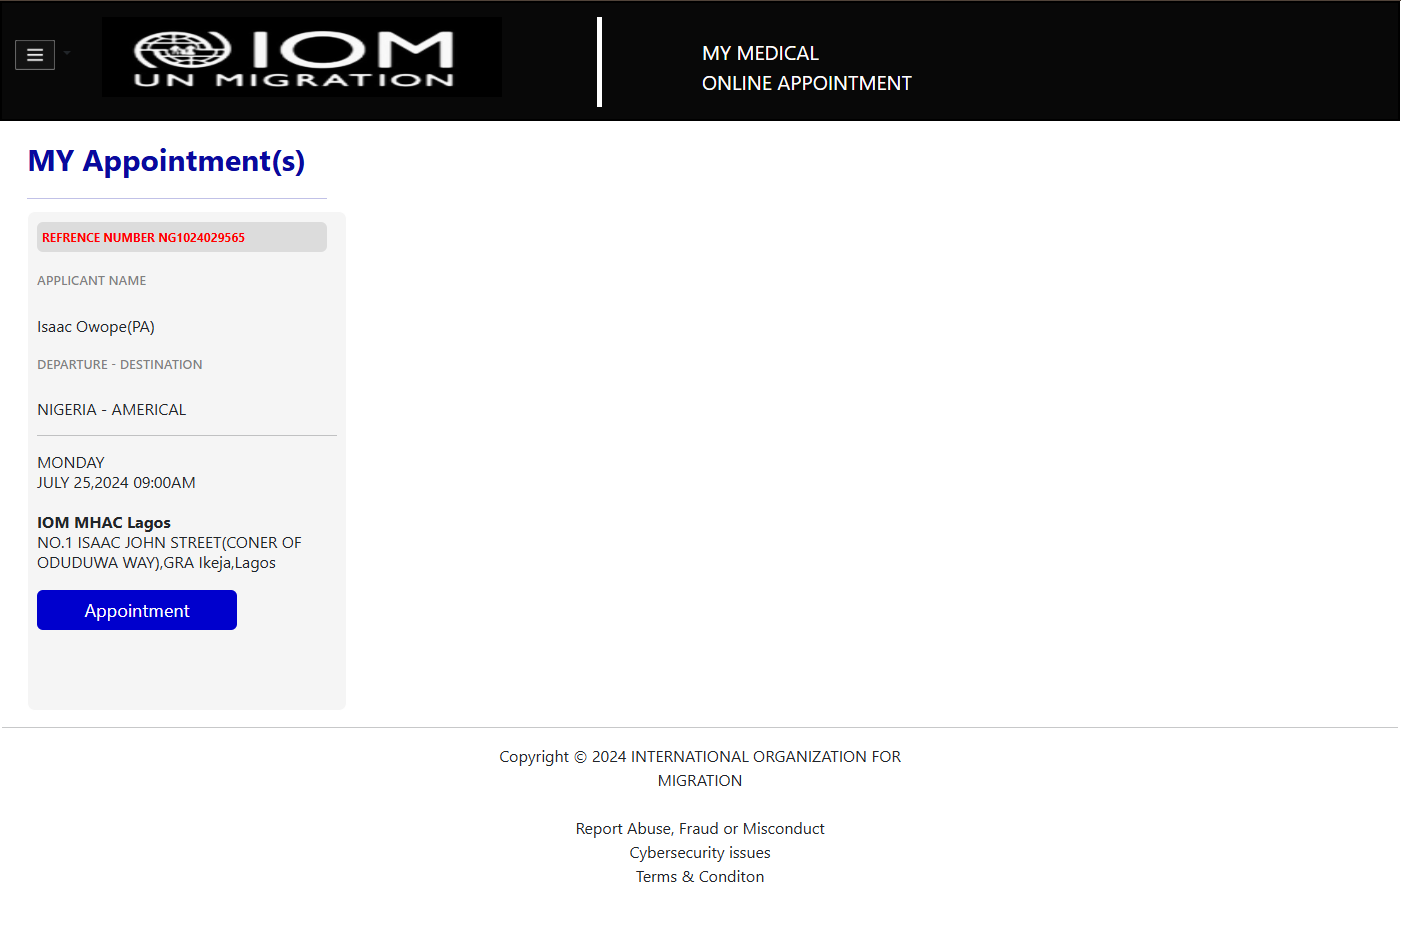 IOM
UN MIGRATION
MY MEDICAL
ONLINE APPOINTMENT
MY Appointment(s)
REFRENCE NUMBER NG1024029565
APPLICANT NAME
Isaac Owope(PA)
DEPARTURE - DESTINATION
NIGERIA - AMERICAL
MONDAY
JULY 25,2024 09:00AM
IOM MHAC Lagos
NO.1 ISAAC JOHN STREET(CONER OF
ODUDUWA WAY),GRA Ikeja,Lagos
Appointment
Copyright © 2024 INTERNATIONAL ORGANIZATION FOR
MIGRATION
Report Abuse, Fraud or Misconduct
Cybersecurity issues
Terms & Conditon